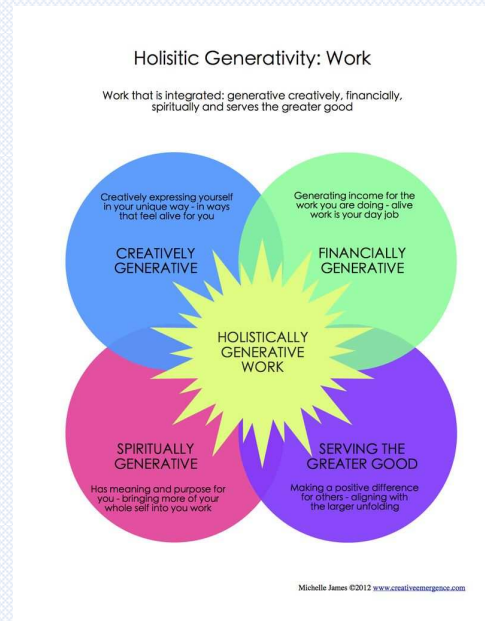 Holisitic Generativity: Work
Work that is integrated: generative creatively, financially,
spiritually and serves the greater good
Creatively expressing yourself
in your unique way - in ways
that feel alive for you
CREATIVELY
GENERATIVE
Generating income for the
work you are doing - alive
work is your day job
FINANCIALLY
GENERATIVE
HOLISTICALLY
GENERATIVE
WORK
SPIRITUALLY
GENERATIVE
Has meaning and purpose for
you - bringing more of your
whole self into you work
SERVING THE
GREATER GOOD
Making a positive difference
for others - aligning with
the larger unfolding
Michelle James ©2012 www.creativeemergence.com